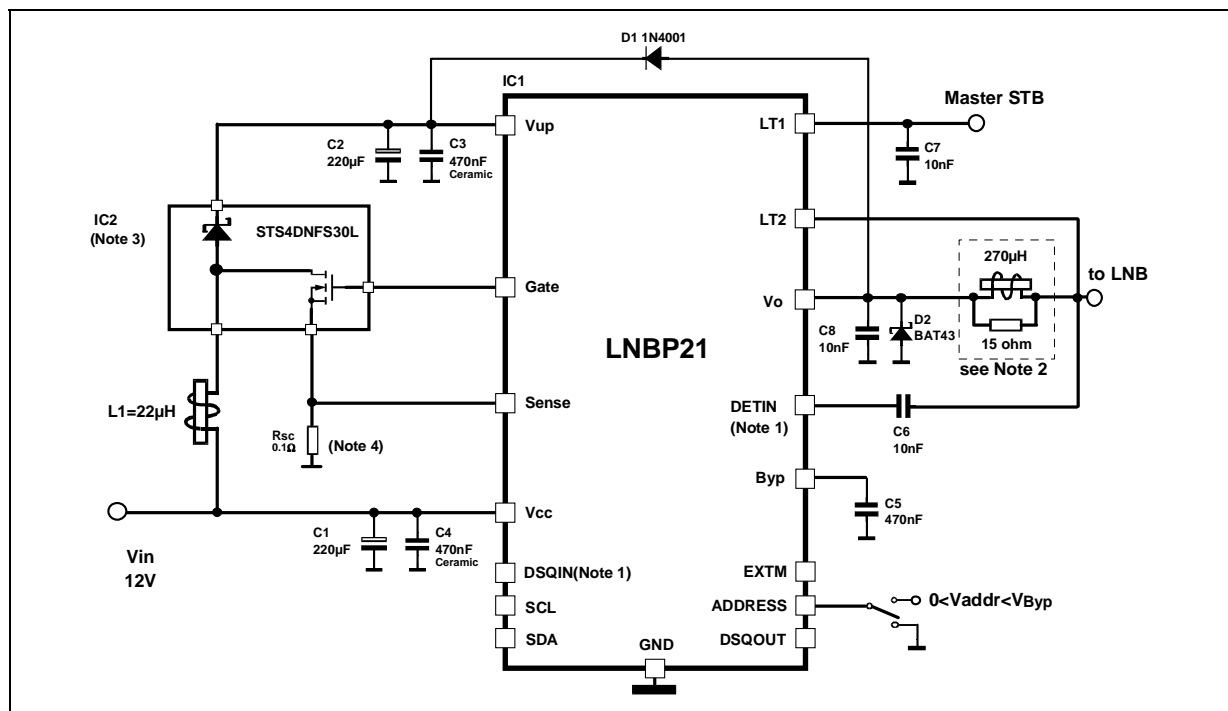 D1 1N4001
IC1
Master STB
Vup
LT1
C2
220µF
C3
470nF
Ceramic
C7
10nF
IC2
(Note 3)
STS4DNFS30L
LT2
270µH
to LNB
Gate
Vo
C8
10nF
D2
BAT43
15 ohm
LNBP21
see Note 2
L1=22µH
Sense
DETIN
(Note 1)
Rsc
0.1Ω
(Note 4)
C6
10nF
Byp
Vcc
C5
470nF
C1
220µF
C4
470nF
Ceramic
Vin
12V
DSQIN(Note 1)
EXTM
SCL
ADDRESS
0<Vaddr<VByp
SDA
GND
DSQOUT